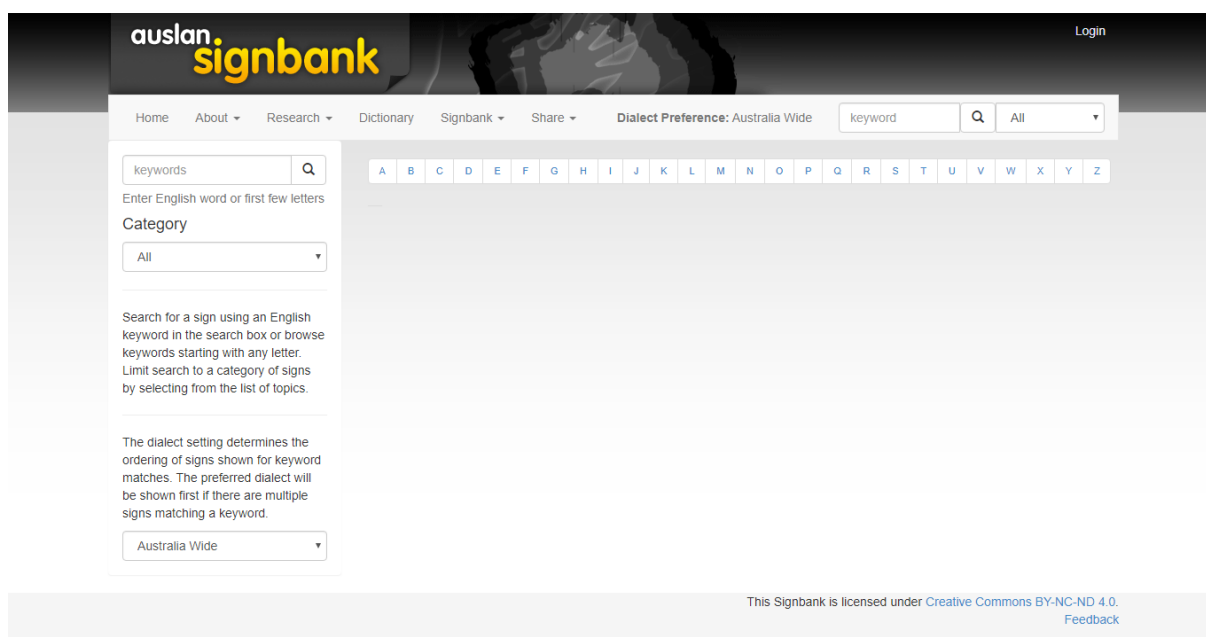 auslan
signbank
Login
Home About Research Dictionary Signbank Share Dialect Preference: Australia Wide keyword All
keywords
A B C D E F G H I J K L M N O P Q R S T U V W X Y Z
Enter English word or first few letters
Category
All
Search for a sign using an English
keyword in the search box or browse
keywords starting with any letter.
Limit search to a category of signs
by selecting from the list of topics.
The dialect setting determines the
ordering of signs shown for keyword
matches. The preferred dialect will
be shown first if there are multiple
signs matching a keyword.
Australia Wide
This Signbank is licensed under Creative Commons BY-NC-ND 4.0.
Feedback